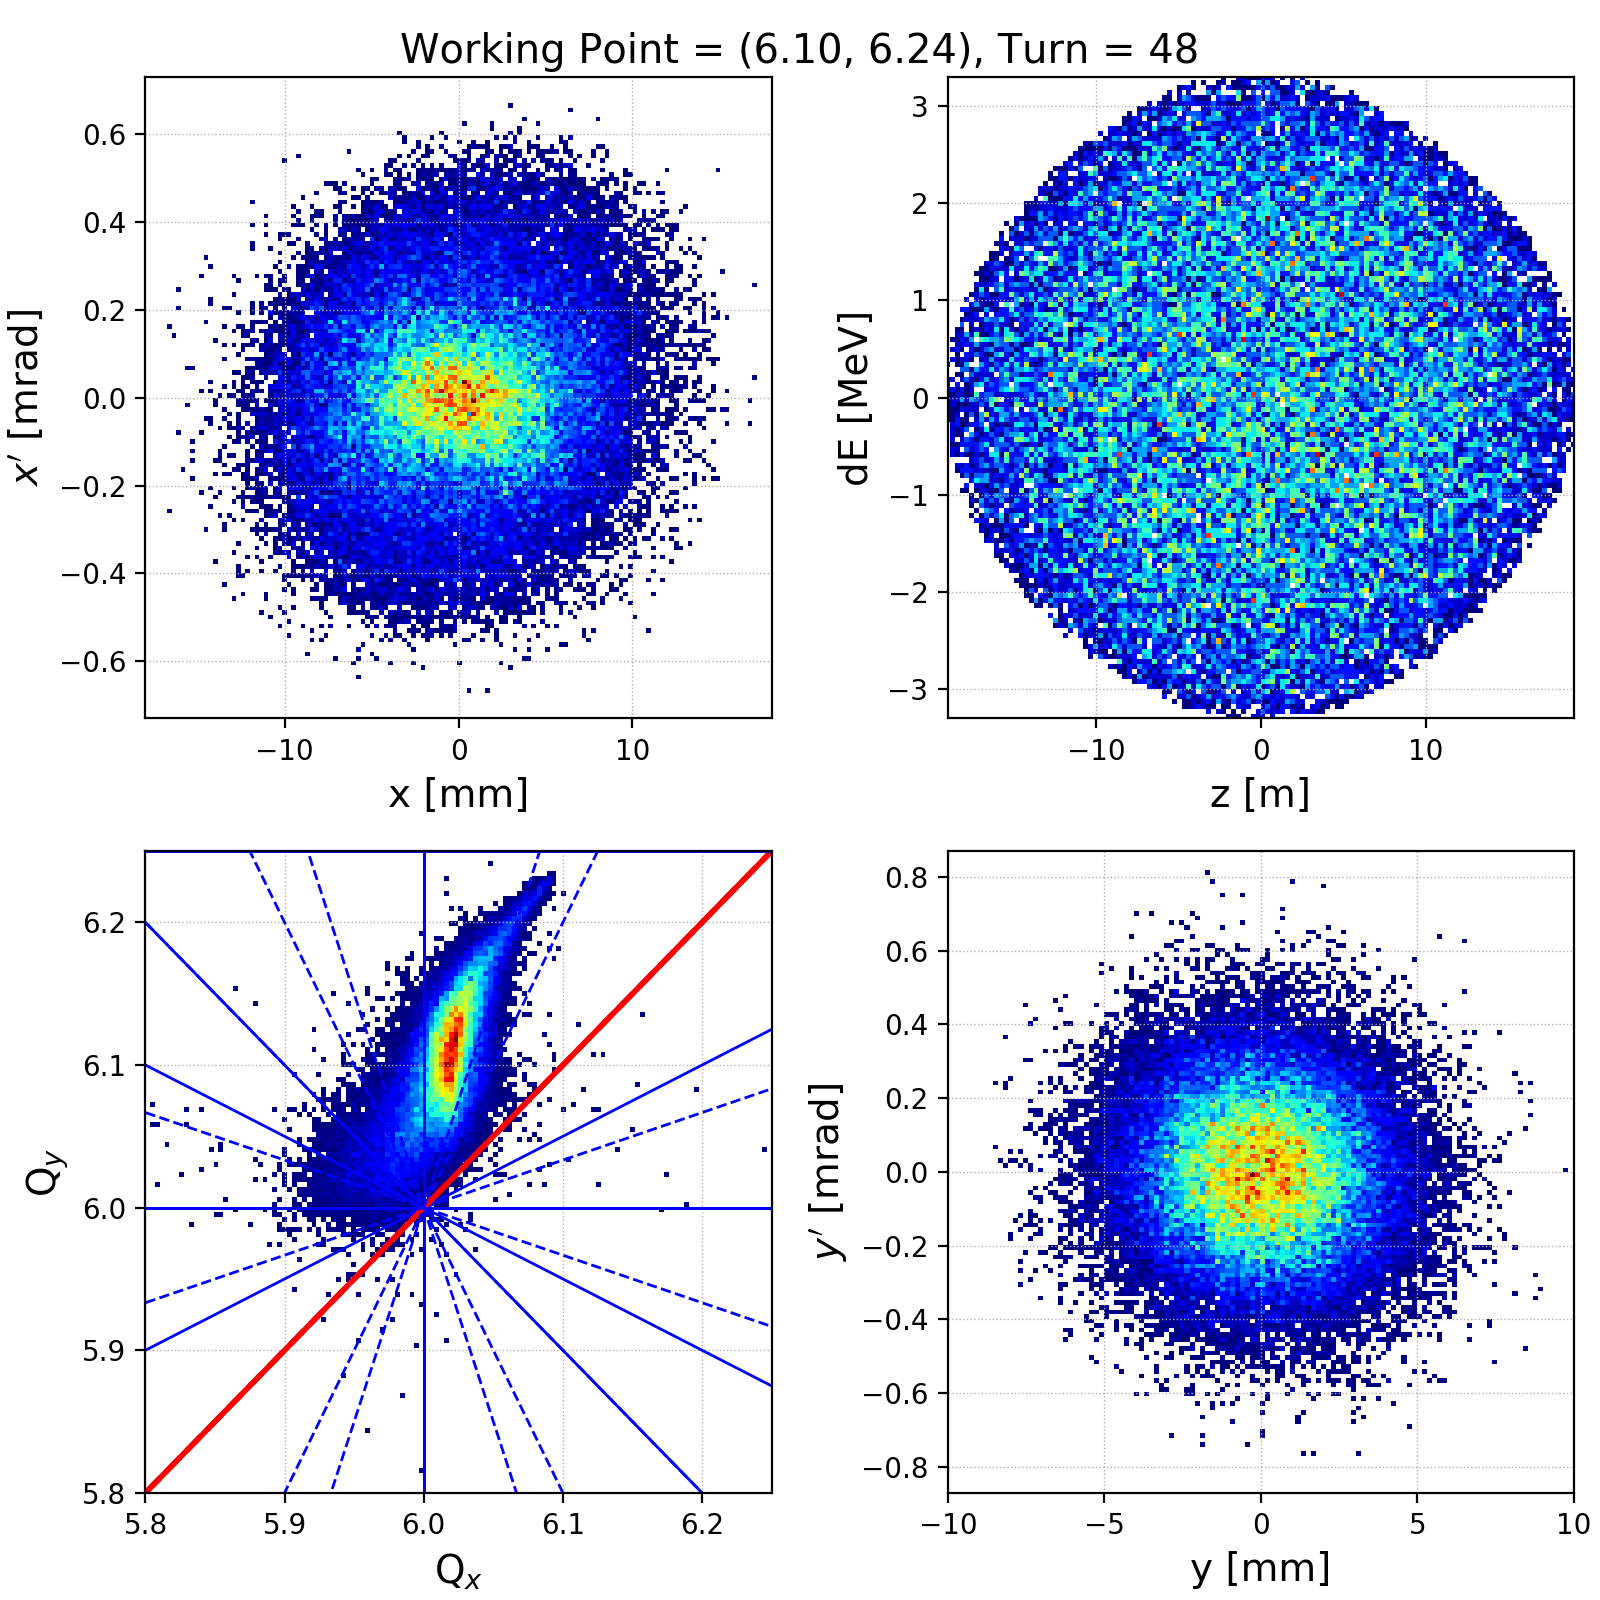 Working Point = (6.10, 6.24), Turn = 48
0.6
0.4
0.2
0.0
−0.2
−0.4
−0.6
x′ [mrad]
−10 0 10
x [mm]
3
2
1
0
−1
−2
−3
dE [MeV]
−10 0 10
z [m]
6.2
6.1
6.0
5.9
5.8
Qy
5.8 5.9 6.0 6.1 6.2
Qx
0.8
0.6
0.4
0.2
0.0
−0.2
−0.4
−0.6
−0.8
y′ [mrad]
−10 −5 0 5 10
y [mm]